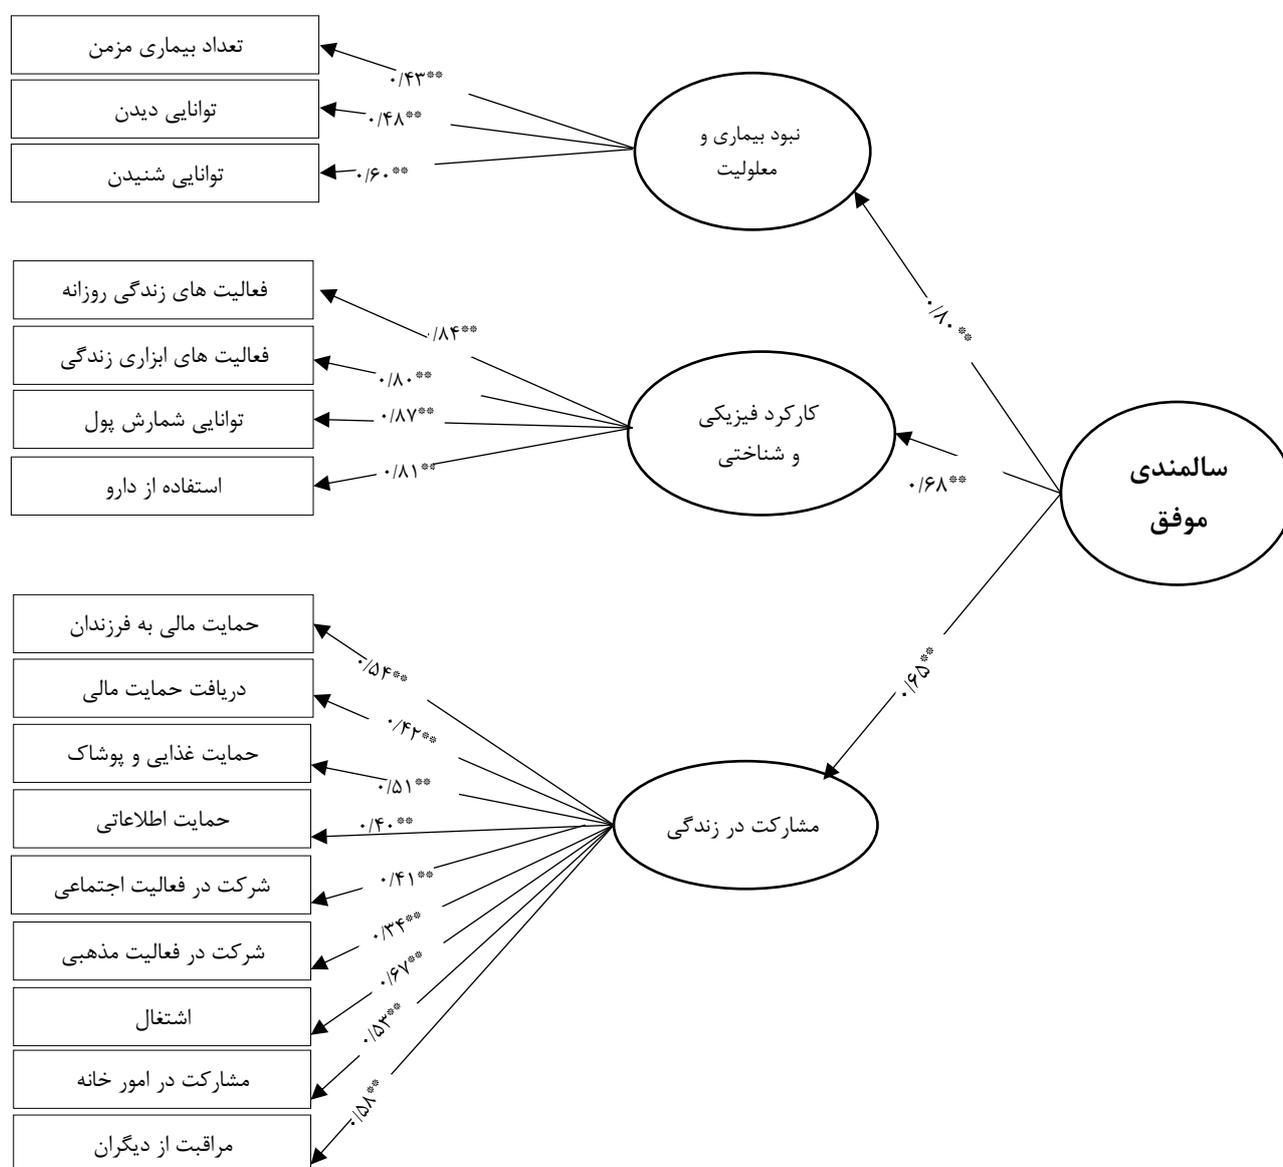 تعداد بیماری مزمن
۰/۴۳**
توانایی دیدن
۰/۴۸**
توانایی شنیدن
۰/۶۰**
نبود بیماری و
معلولیت
۰/۸۰**
فعالیت های زندگی روزانه
۰/۸۴**
فعالیت های ابزاری زندگی
۰/۸۰**
توانایی شمارش پول
۰/۸۷**
استفاده از دارو
۰/۸۱**
کارکرد فیزیکی
و شناختی
۰/۶۸**
سالمندی
موفق
۰/۶۵**
حمایت مالی به فرزندان
۰/۵۴**
دریافت حمایت مالی
۰/۴۲**
حمایت غذایی و پوشاک
۰/۵۱**
حمایت اطلاعاتی
۰/۴۰**
شرکت در فعالیت اجتماعی
۰/۴۱**
شرکت در فعالیت مذهبی
۰/۳۴**
اشتغال
۰/۶۷**
مشارکت در امور خانه
۰/۵۳**
مراقبت از دیگران
۰/۵۸**
مشارکت در زندگی